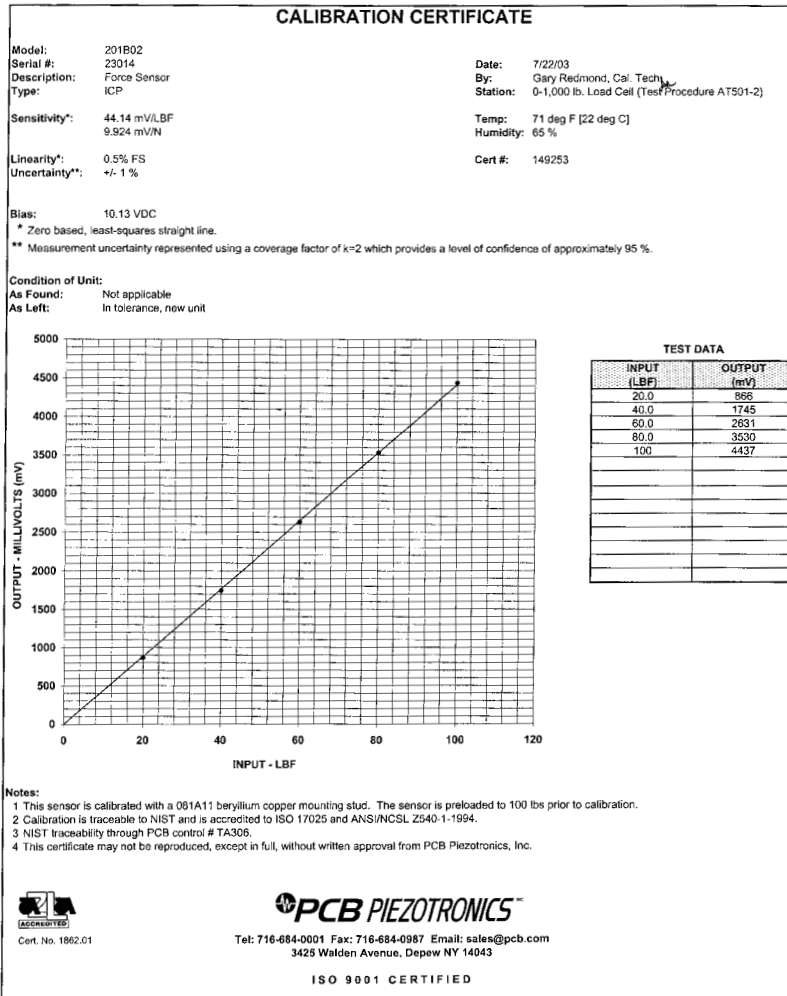 CALIBRATION CERTIFICATE
Model: 201B02
Serial #: 23014
Description: Force Sensor
Type: ICP
Date: 7/22/03
By: Gary Redmond, Cal. Tech
Station: 0-1,000 lb. Load Cell (Test Procedure AT501-2)
Sensitivity*: 44.14 mV/LBF
9.924 mV/N
Temp: 71 deg F [22 deg C]
Humidity: 65 %
Linearity*: 0.5% FS
Uncertainty**: +/- 1 %
Cert #: 149253
Bias: 10.13 VDC
* Zero based, least-squares straight line.
** Measurement uncertainty represented using a coverage factor of k=2 which provides a level of confidence of approximately 95 %.
Condition of Unit:
As Found: Not applicable
As Left: In tolerance, new unit
5000
4500
4000
3500
3000
2500
2000
1500
1000
500
0
OUTPUT - MILLIVOLTS (mV)
0 20 40 60 80 100 120
INPUT - LBF
TEST DATA
INPUT OUTPUT
(LBF) (mV)
20.0 866
40.0 1745
60.0 2631
80.0 3530
100 4437
Notes:
1 This sensor is calibrated with a 081A11 beryllium copper mounting stud. The sensor is preloaded to 100 lbs prior to calibration.
2 Calibration is traceable to NIST and is accredited to ISO 17025 and ANSI/NCSL Z540-1-1994.
3 NIST traceability through PCB control # TA306.
4 This certificate may not be reproduced, except in full, without written approval from PCB Piezotronics, Inc.
ACCREDITED
Cert. No. 1862.01
PCB PIEZOTRONICS
Tel: 716-684-0001 Fax: 716-684-0987 Email: sales@pcb.com
3425 Walden Avenue, Depew NY 14043
ISO 9001 CERTIFIED